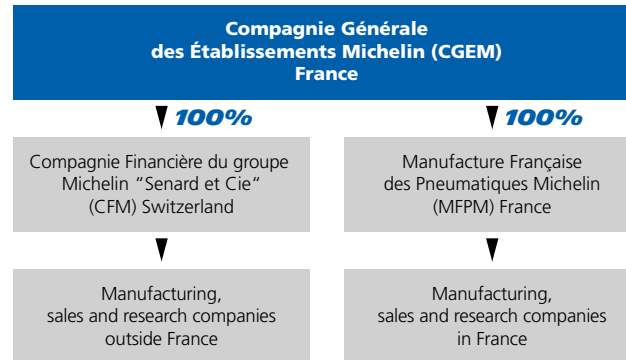 Compagnie Générale
des Établissements Michelin (CGEM)
France
100%
100%
Compagnie Financière du groupe
Michelin “Senard et Cie“
(CFM) Switzerland
Manufacture Française
des Pneumatiques Michelin
(MFPM) France
Manufacturing,
sales and research companies
outside France
Manufacturing,
sales and research companies
in France